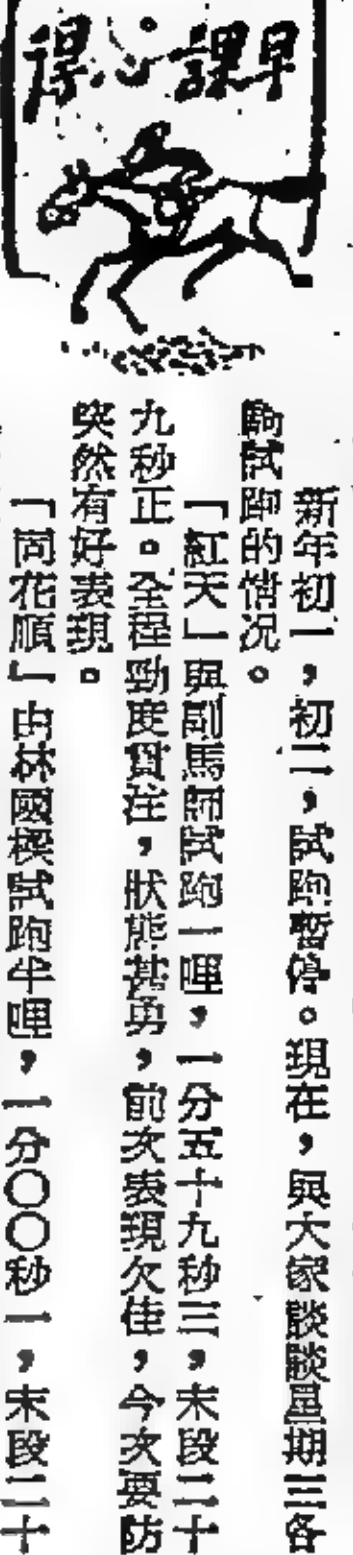 早課心得
新年初一，初二，試跑暫停。現在，與大家談談星期三各
駒試跑的情况。
「紅天」與副馬師試跑一哩，一分五十九秒三，末段二十
九秒正。全程勁度貫注，狀態甚勇，前次表現欠佳，今次要防
突然有好表現。
「同花順」由林國樑試跑半哩，一分〇〇秒一，末段二十